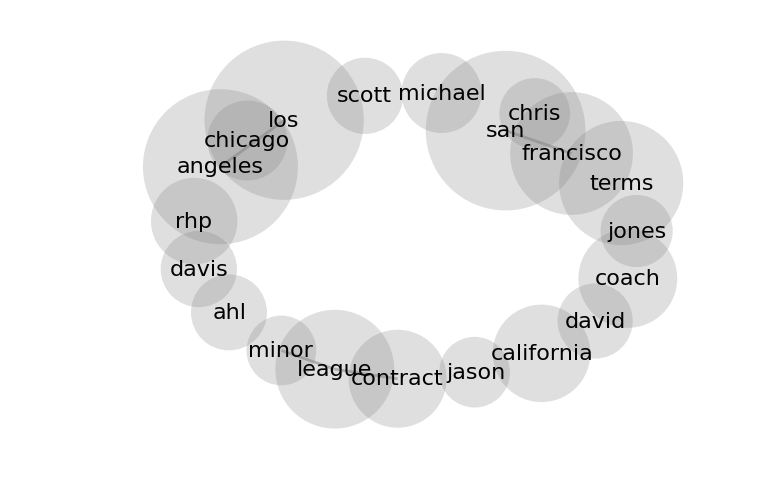 scott
michael
chris
los
san
chicago
francisco
angeles
terms
rhp
jones
davis
coach
ahl
david
minor
california
league
jason
contract